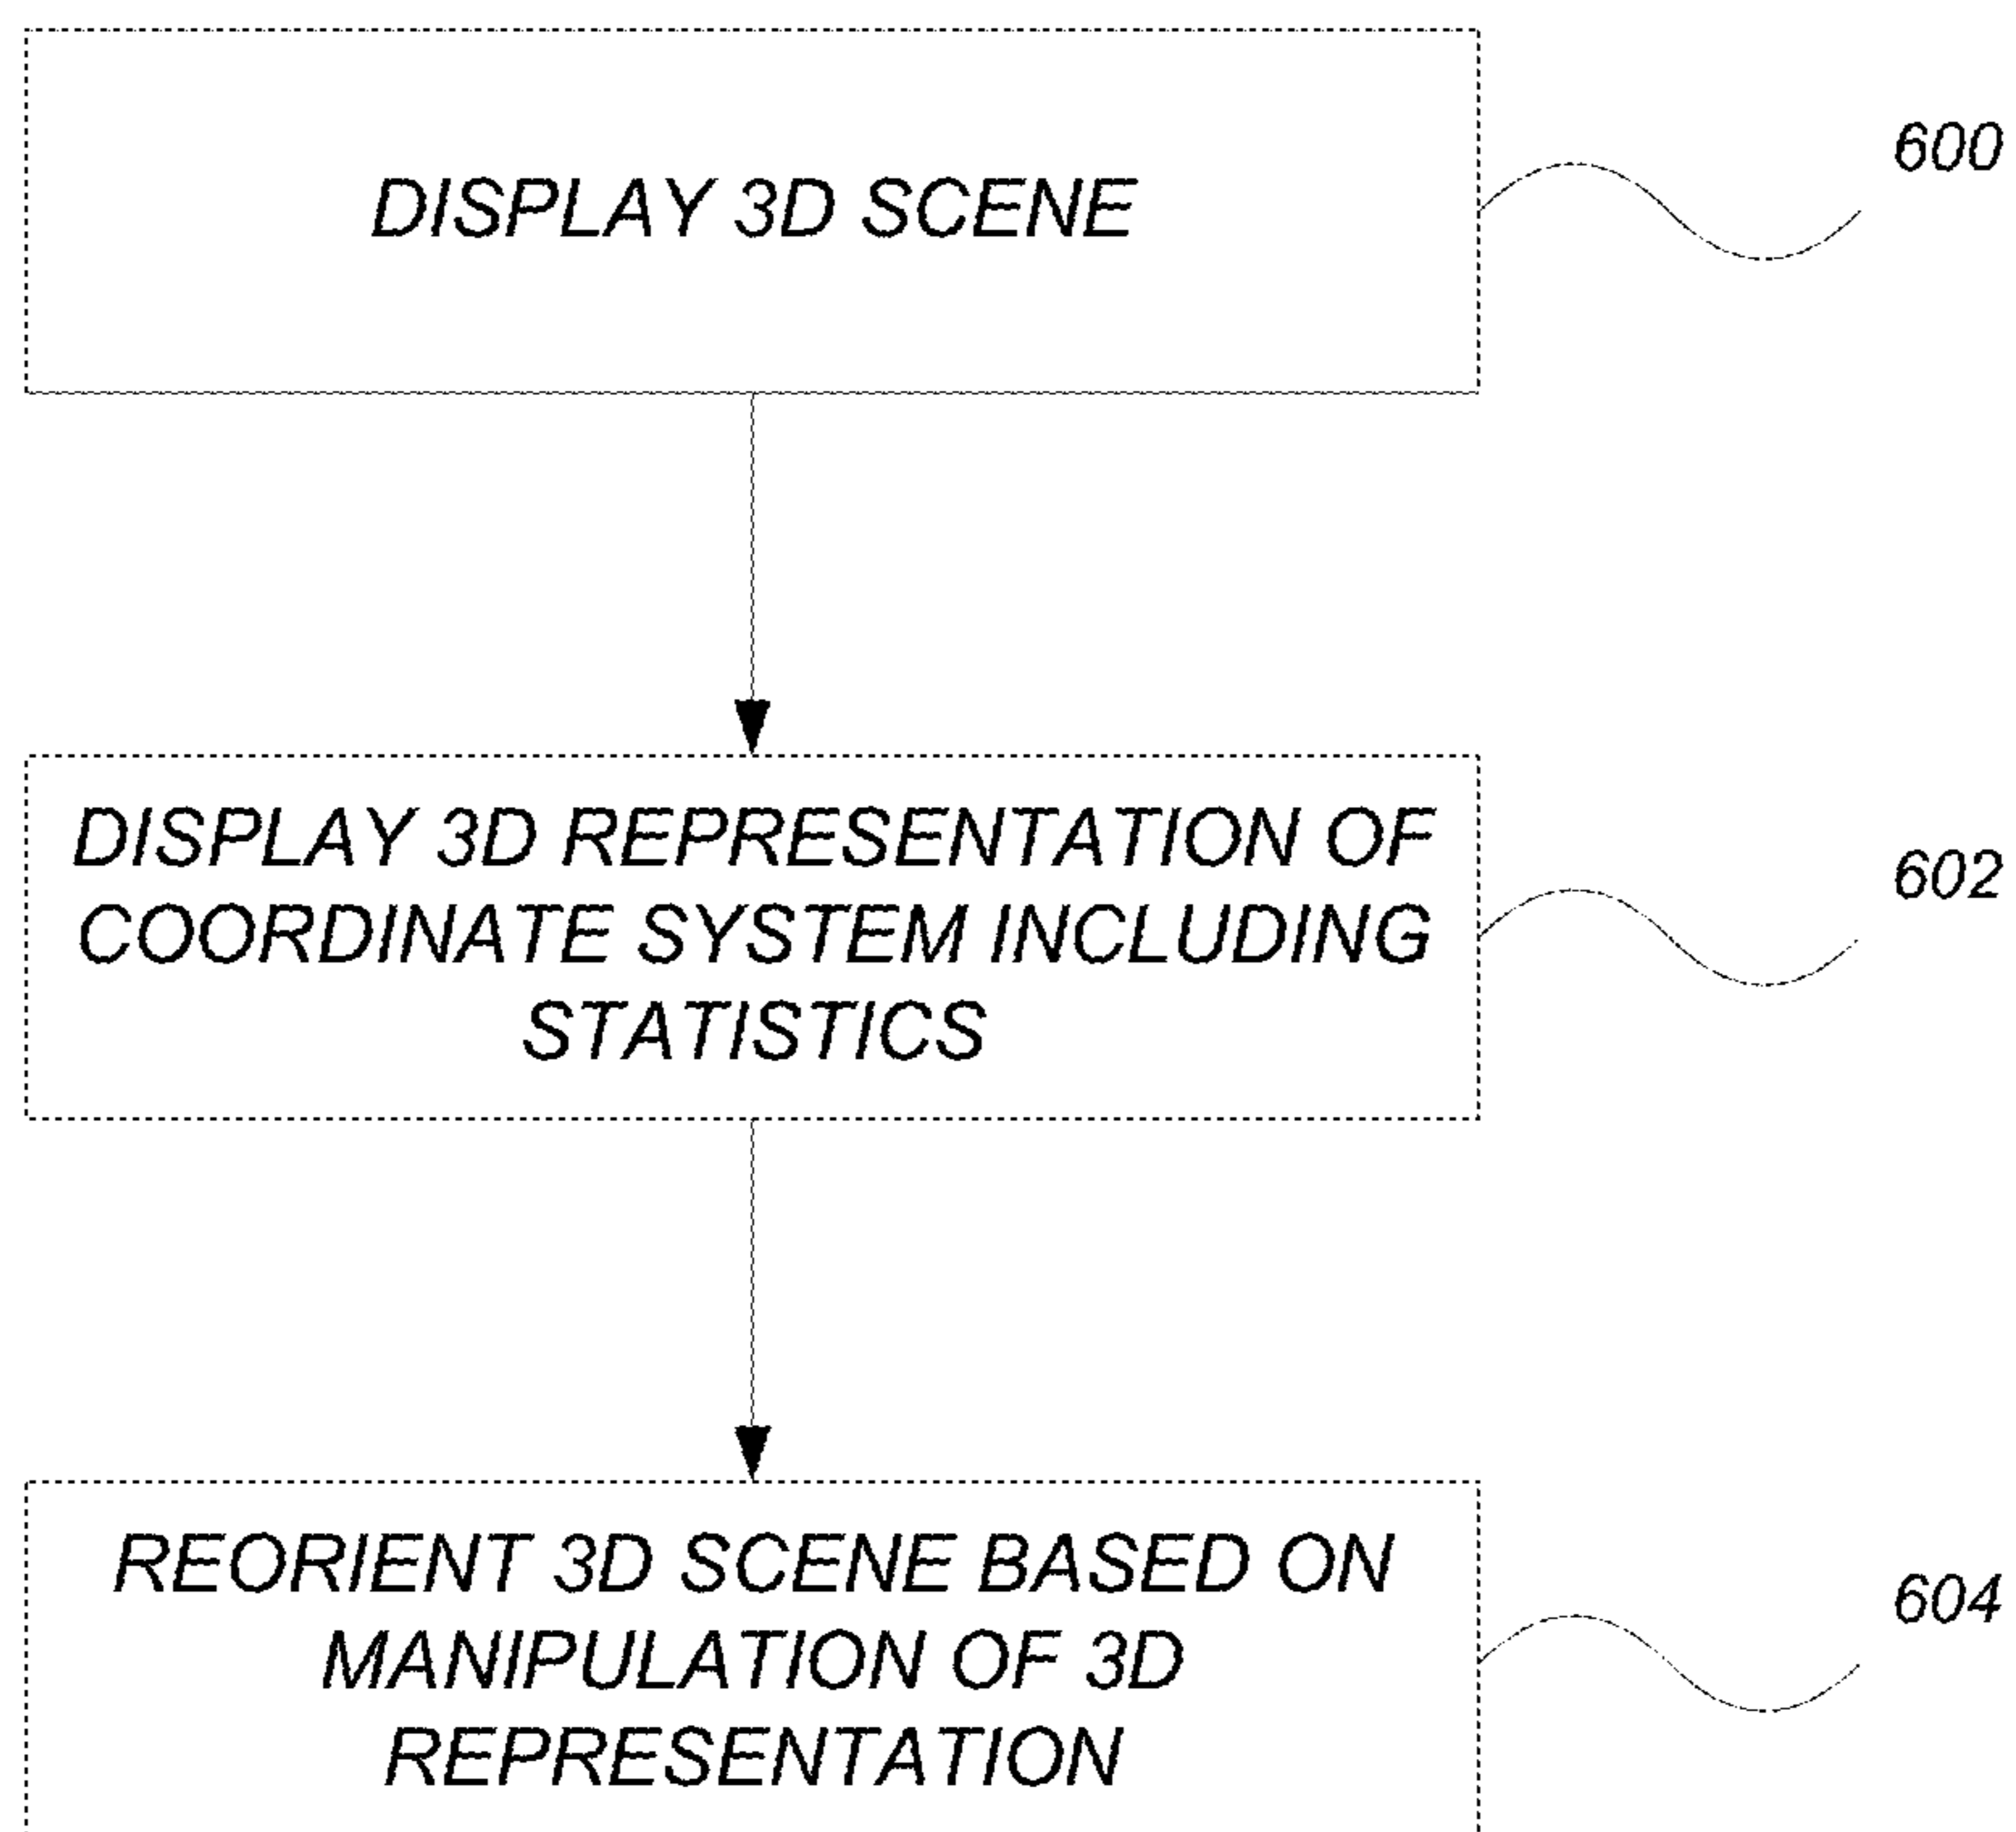 DISPLAY 3D SCENE
600
DISPLAY 3D REPRESENTATION OF
COORDINATE SYSTEM INCLUDING
STATISTICS
602
REORIENT 3D SCENE BASED ON
MANIPULATION OF 3D
REPRESENTATION
604